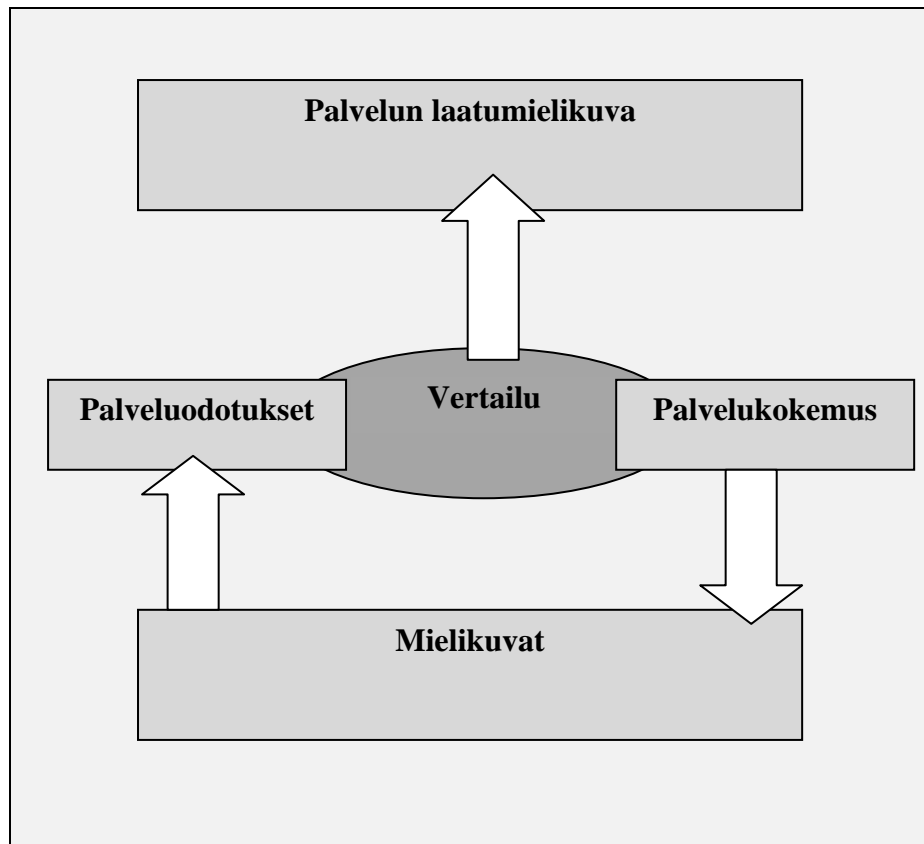 Palvelun laatumielikuva
Palveluodotukset
Vertailu
Palvelukokemus
Mielikuvat